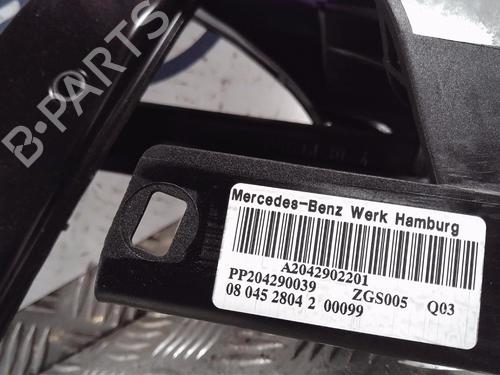 B-PARTS
Mercedes-Benz Werk Hamburg
A2042902201
PP204290039 ZGS005 Q03
08 045 2804 2 00099